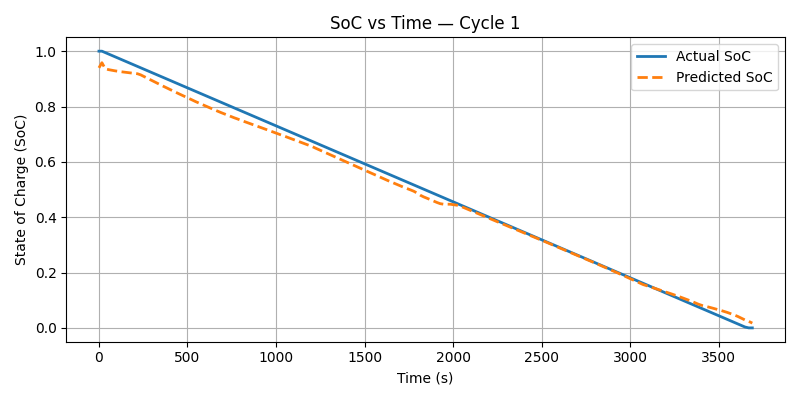 SoC vs Time — Cycle 1
Actual SoC
Predicted SoC
State of Charge (SoC)
1.0
0.8
0.6
0.4
0.2
0.0
0 500 1000 1500 2000 2500 3000 3500
Time (s)